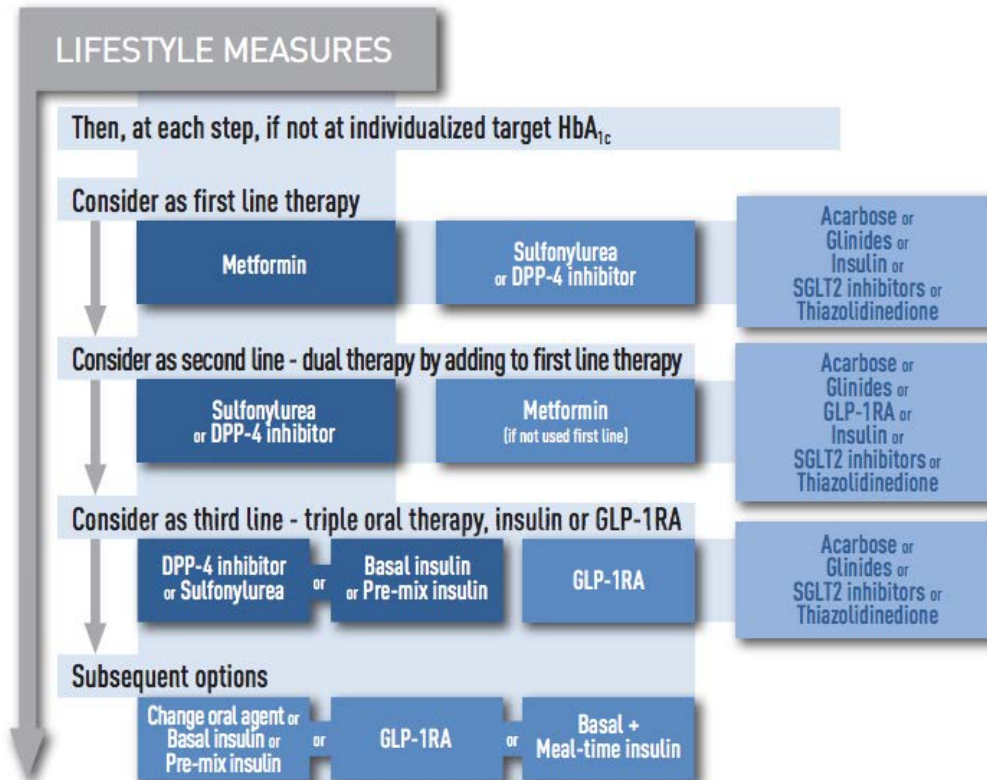 LIFESTYLE MEASURES
Then, at each step, if not at individualized target HbA1c
Consider as first line therapy
Metformin
Sulfonylurea
or DPP-4 inhibitor
Acarbose or
Glinides or
Insulin or
SGLT2 inhibitors or
Thiazolidinedione
Consider as second line - dual therapy by adding to first line therapy
Sulfonylurea
or DPP-4 inhibitor
Metformin
(if not used first line)
Acarbose or
Glinides or
GLP-1RA or
Insulin or
SGLT2 inhibitors or
Thiazolidinedione
Consider as third line - triple oral therapy, insulin or GLP-1RA
DPP-4 inhibitor
or Sulfonylurea
or
Basal insulin
or Pre-mix insulin
GLP-1RA
Acarbose or
Glinides or
SGLT2 inhibitors or
Thiazolidinedione
Subsequent options
Change oral agent or
Basal insulin or
Pre-mix insulin
or
GLP-1RA
or
Basal +
Meal-time insulin